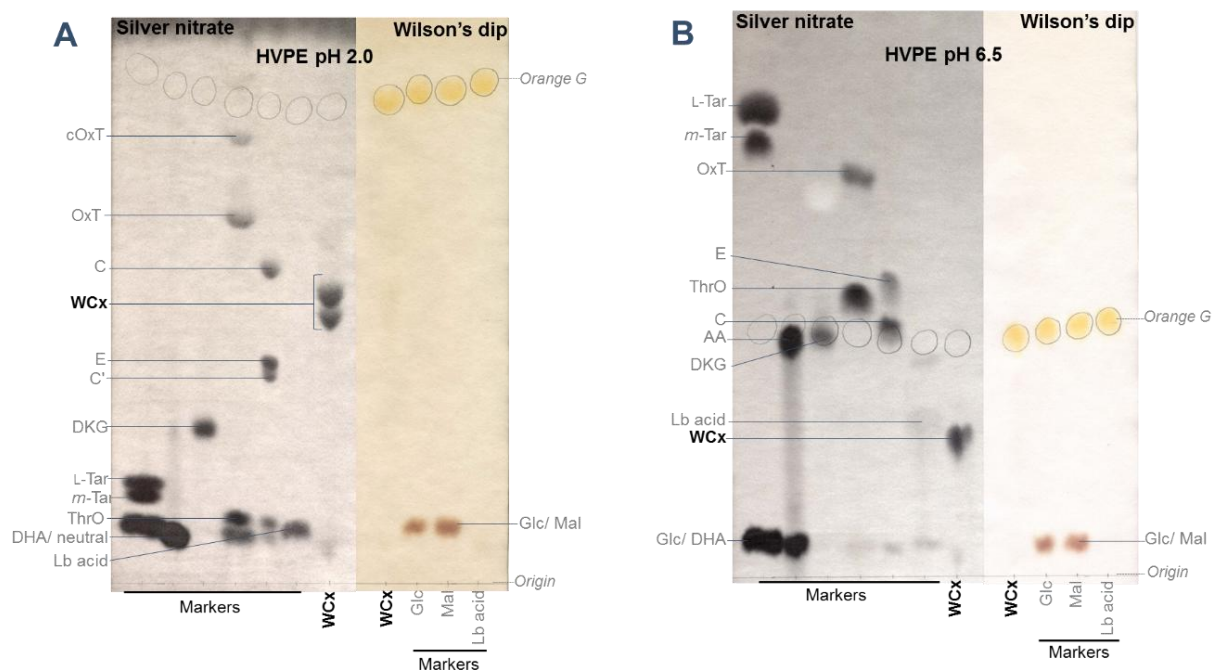 A
Silver nitrate
Wilson's dip
HVPE pH 2.0
Orange G
cOxT
OxT
C
WCx
E
C'
DKG
L-Tar
m-Tar
ThrO
DHA/ neutral
Lb acid
Glc/ Mal
Origin
Markers
WCx
WCx
Glc
Mal
Lb acid
Markers
B
Silver nitrate
Wilson's dip
HVPE pH 6.5
L-Tar
m-Tar
OxT
E
ThrO
C
AA
DKG
Orange G
Lb acid
WCx
Glc/ DHA
Glc/ Mal
Origin
Markers
WCx
WCx
Glc
Mal
Lb acid
Markers